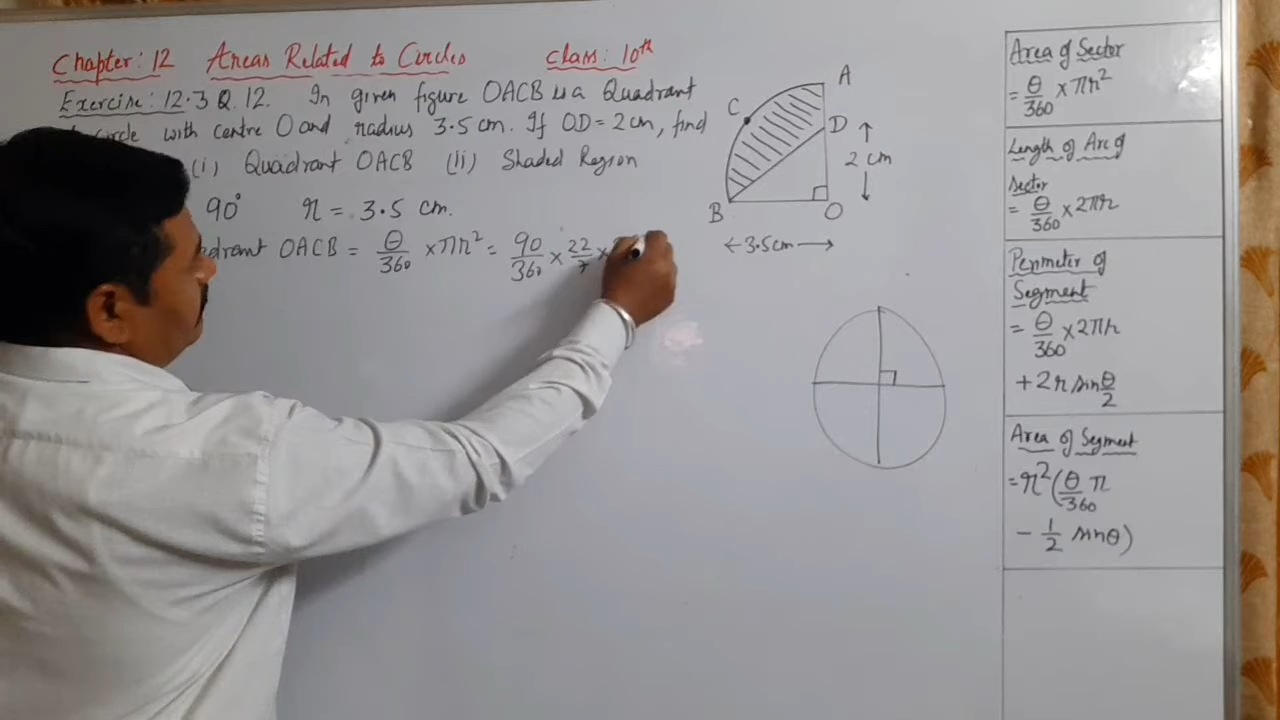 Chapter: 12 Areas Related to Circles class: 10th
Exercise: 12.3 Q. 12. In given figure OACB is a Quadrant
circle with centre O and radius 3.5 cm. If OD = 2 cm, find
(i) Quadrant OACB (ii) Shaded Region
90° r = 3.5 cm.
OACB = θ/360 × πr² = 90/360 × 22/7 ×
A
C
D
2 cm
B
O
3.5cm
Area of Sector
= θ/360 × πr²
Length of Arc of
Sector
= θ/360 × 2πr
Perimeter of
Segment
= θ/360 × 2πr
+ 2r sin θ/2
Area of Segment
= r² (θ/360 π
- 1/2 sinθ)